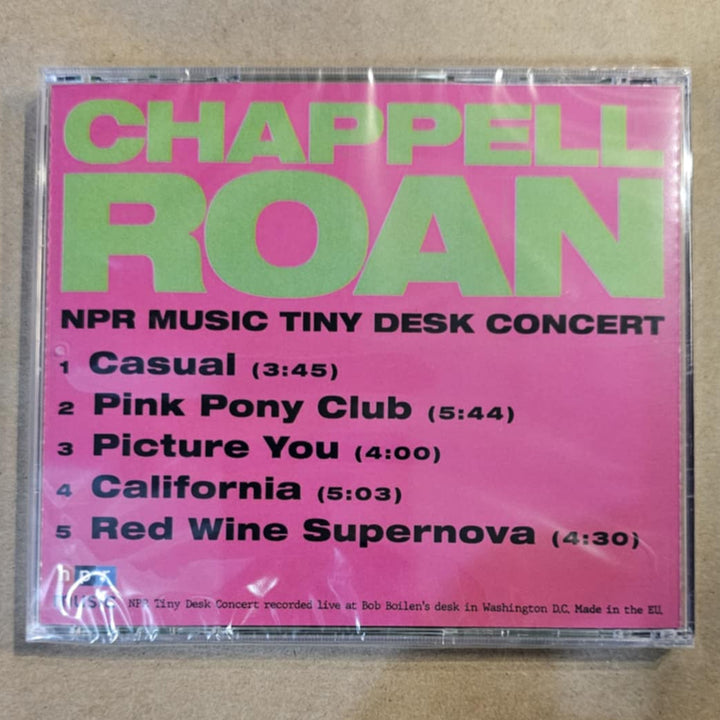 CHAPPELL
ROAN
NPR MUSIC TINY DESK CONCERT
1 Casual (3:45)
2 Pink Pony Club (5:44)
3 Picture You (4:00)
4 California (5:03)
5 Red Wine Supernova (4:30)
npr
music NPR Tiny Desk Concert recorded live at Bob Boilen's desk in Washington D.C. Made in the EU.